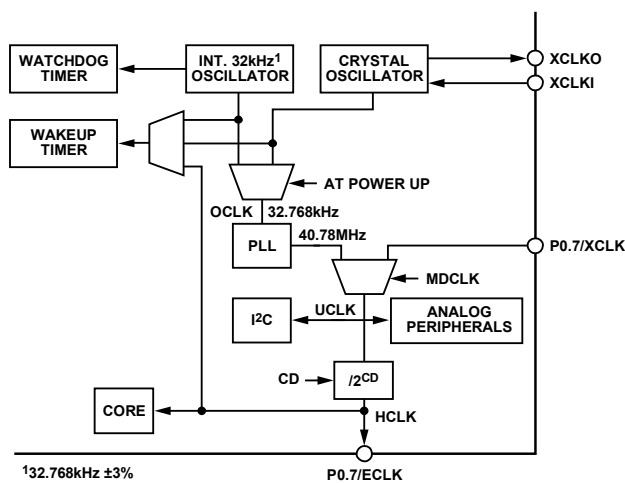 WATCHDOG
TIMER
INT. 32kHz¹
OSCILLATOR
CRYSTAL
OSCILLATOR
XCLKO
XCLKI
WAKEUP
TIMER
AT POWER UP
OCLK
32.768kHz
PLL
40.78MHz
P0.7/XCLK
MDCLK
I²C
UCLK
ANALOG
PERIPHERALS
CD
/2ᶜᴰ
CORE
HCLK
¹32.768kHz ±3%
P0.7/ECLK